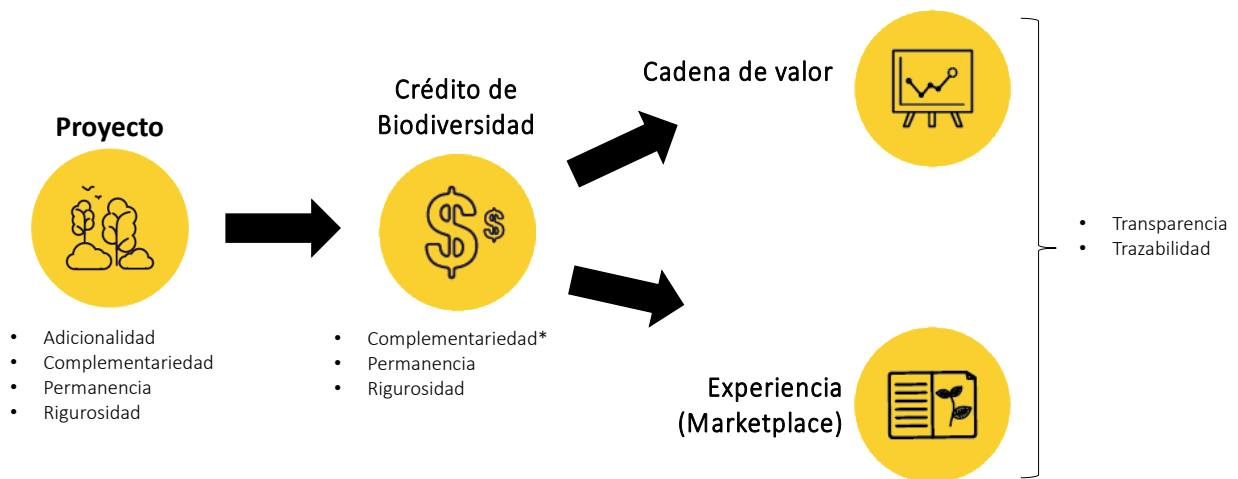 Proyecto
• Adicionalidad
• Complementariedad
• Permanencia
• Rigurosidad
Crédito de
Biodiversidad
$ $
• Complementariedad*
• Permanencia
• Rigurosidad
Cadena de valor
Experiencia
(Marketplace)
• Transparencia
• Trazabilidad